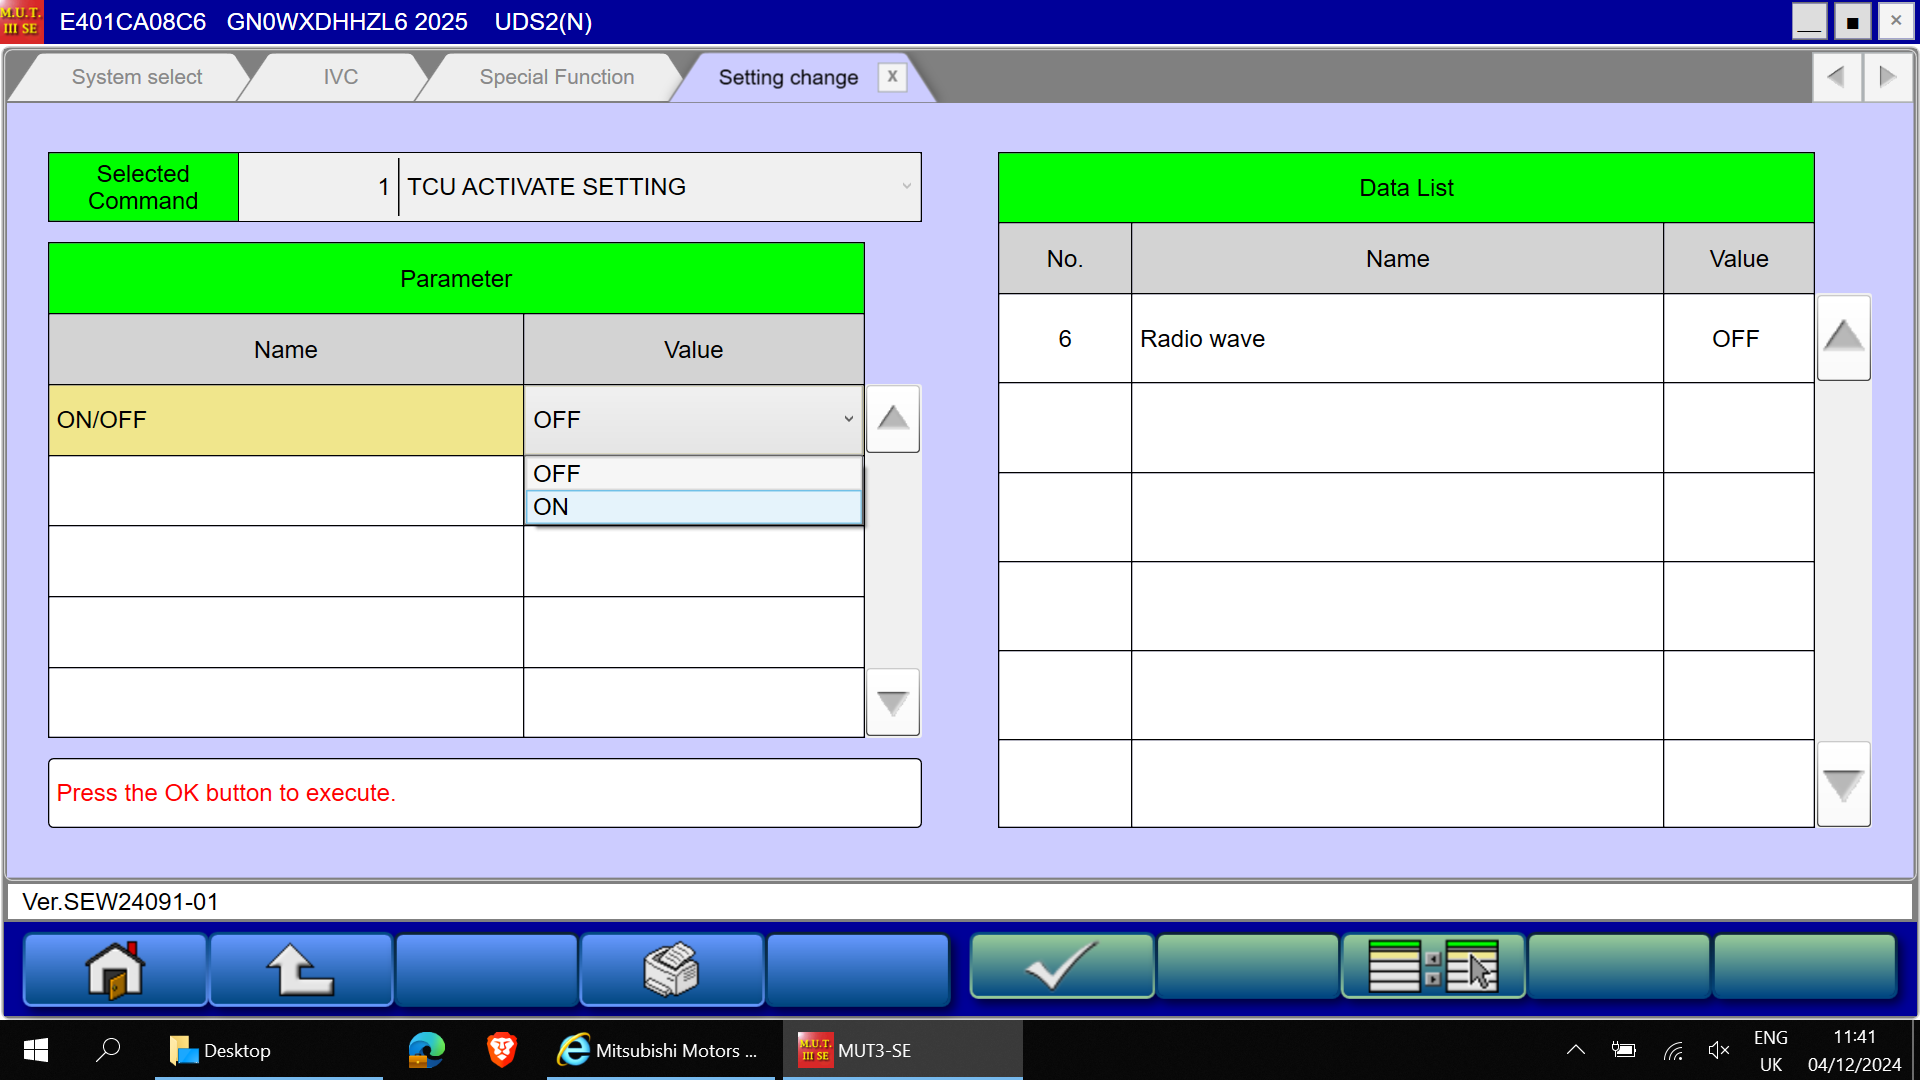 M.U.T.
III SE
E401CA08C6 GN0WXDHHZL6 2025 UDS2(N)
System select
IVC
Special Function
Setting change
X
Selected
Command
1
TCU ACTIVATE SETTING
Parameter
Name
Value
ON/OFF
OFF
OFF
ON
Press the OK button to execute.
Data List
No.
Name
Value
6
Radio wave
OFF
Ver.SEW24091-01
Desktop
Mitsubishi Motors ...
M.U.T.
III SE
MUT3-SE
ENG
UK
11:41
04/12/2024